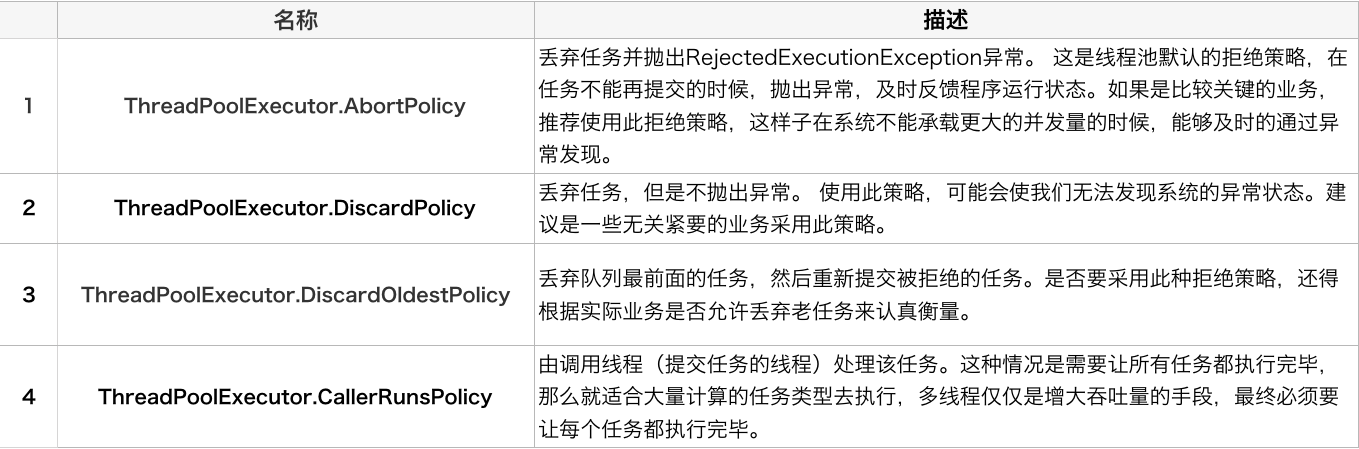 名称
描述
1
ThreadPoolExecutor.AbortPolicy
丢弃任务并抛出RejectedExecutionException异常。 这是线程池默认的拒绝策略，在
任务不能再提交的时候，抛出异常，及时反馈程序运行状态。如果是比较关键的业务，
推荐使用此拒绝策略，这样子在系统不能承载更大的并发量的时候，能够及时的通过异
常发现。
2
ThreadPoolExecutor.DiscardPolicy
丢弃任务，但是不抛出异常。 使用此策略，可能会使我们无法发现系统的异常状态。建
议是一些无关紧要的业务采用此策略。
3
ThreadPoolExecutor.DiscardOldestPolicy
丢弃队列最前面的任务，然后重新提交被拒绝的任务。是否要采用此种拒绝策略，还得
根据实际业务是否允许丢弃老任务来认真衡量。
4
ThreadPoolExecutor.CallerRunsPolicy
由调用线程（提交任务的线程）处理该任务。这种情况是需要让所有任务都执行完毕，
那么就适合大量计算的任务类型去执行，多线程仅仅是增大吞吐量的手段，最终必须要
让每个任务都执行完毕。